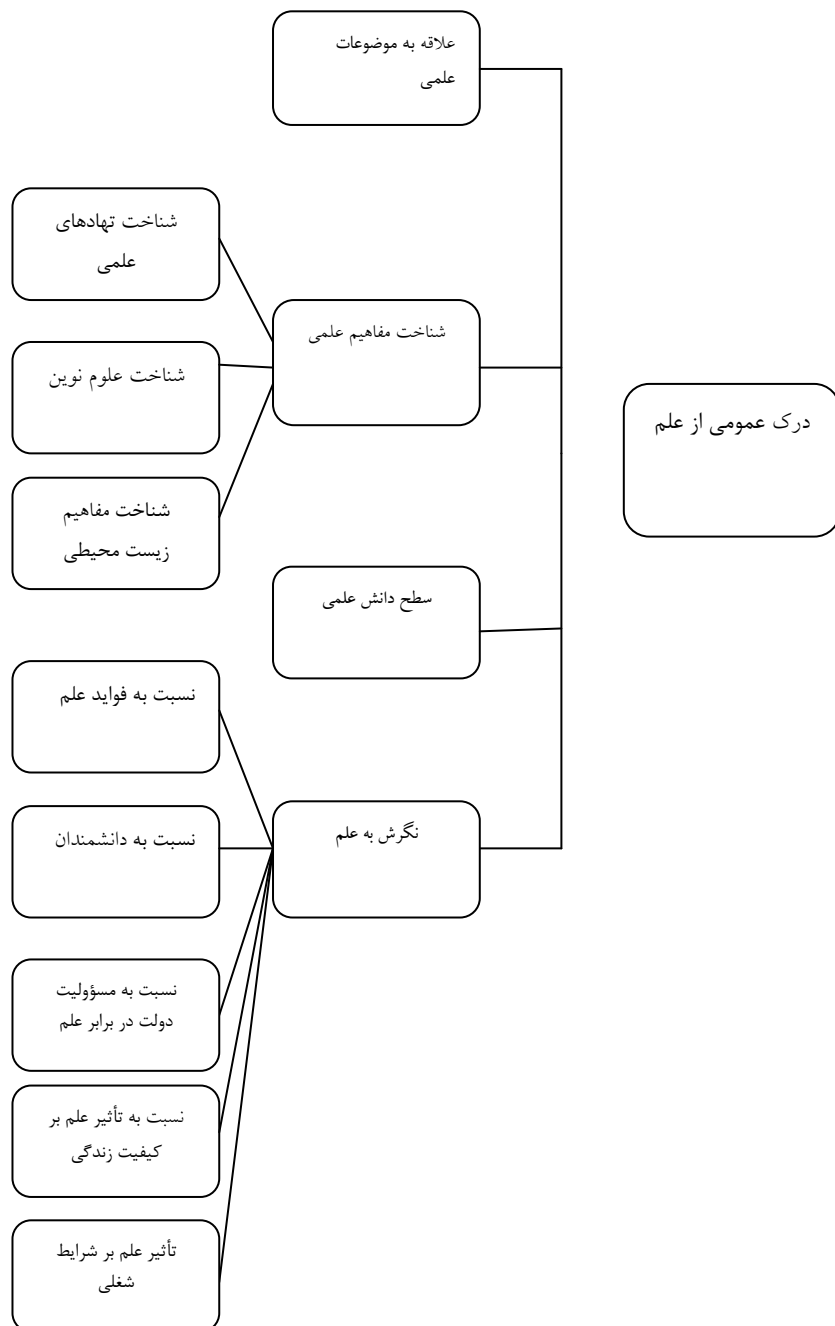 علاقه به موضوعات
علمی
شناخت تهادهای
علمی
شناخت مفاهیم علمی
شناخت علوم نوین
درک عمومی از علم
شناخت مفاهیم
زیست محیطی
سطح دانش علمی
نسبت به فواید علم
نگرش به علم
نسبت به دانشمندان
نسبت به مسؤولیت
دولت در برابر علم
نسبت به تأثیر علم بر
کیفیت زندگی
تأثیر علم بر شرایط
شغلی